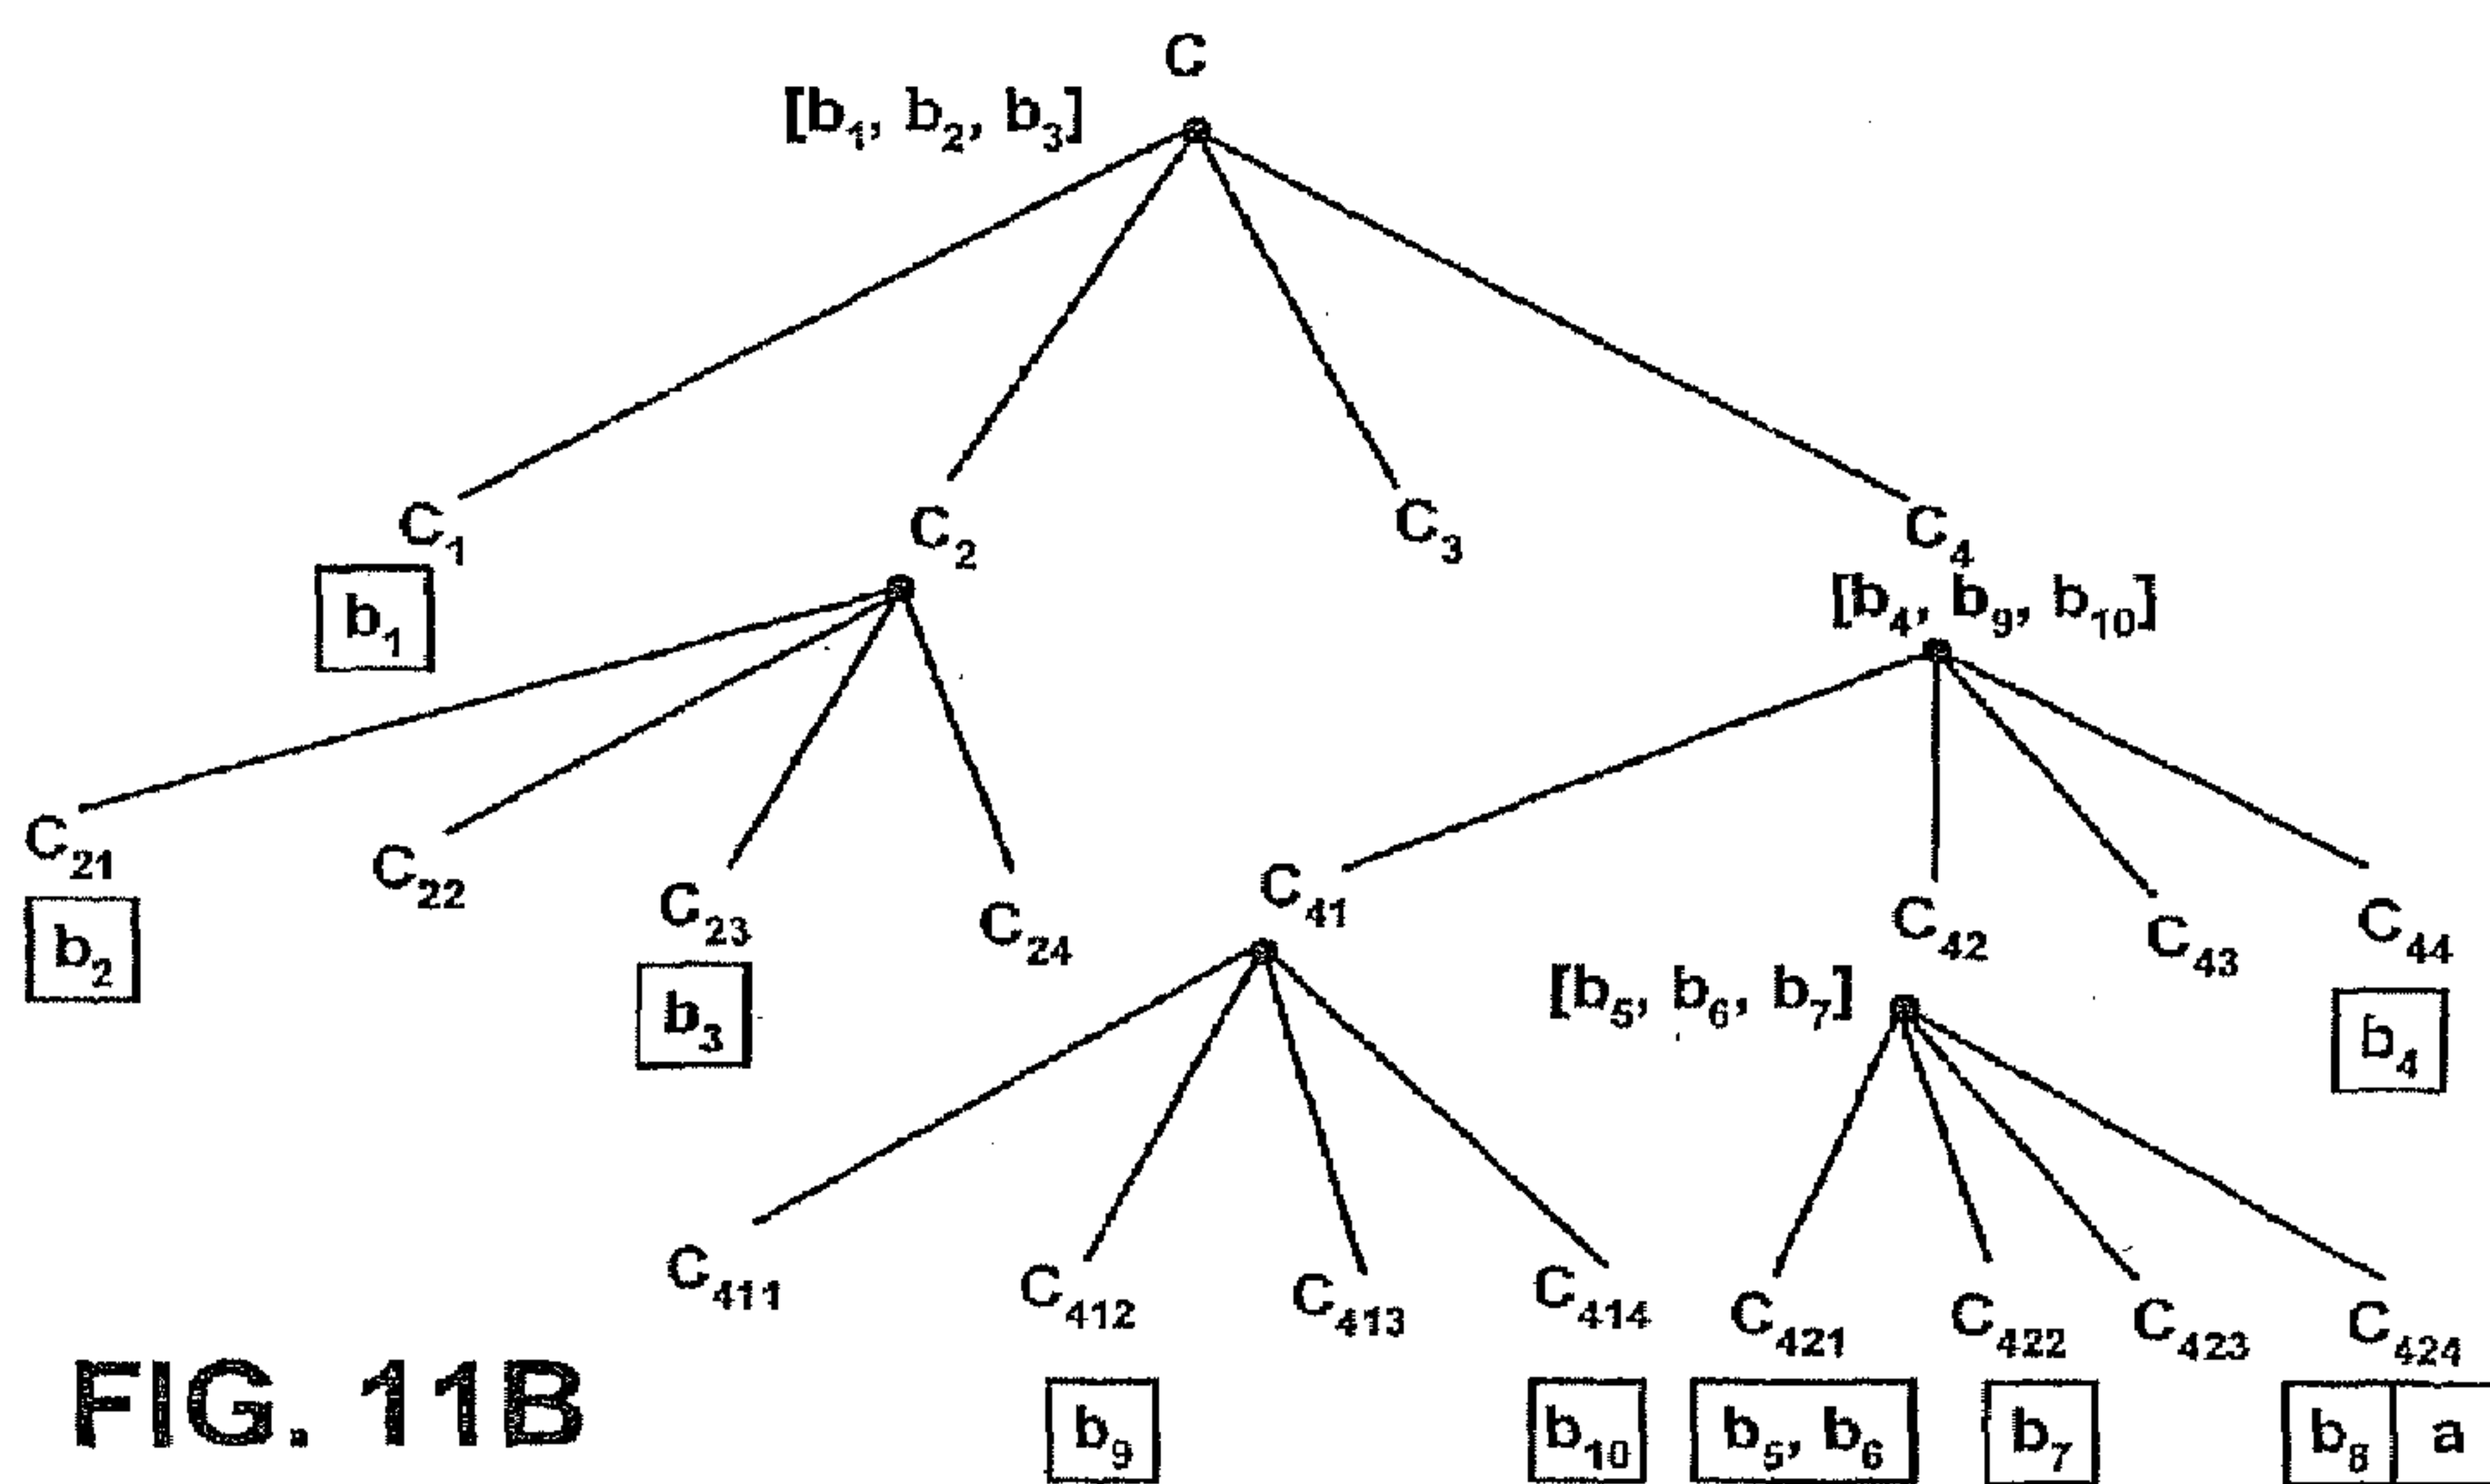 C
[b₁, b₂, b₃]
C₁ C₂ C₃ C₄
b₁
[b₄, b₉, b₁₀]
C₂₁ C₂₂ C₂₃ C₂₄ C₄₁ C₄₂ C₄₃ C₄₄
b₂ b₃ [b₅, b₆, b₇] b₄
C₄₁₁ C₄₁₂ C₄₁₃ C₄₁₄ C₄₂₁ C₄₂₂ C₄₂₃ C₄₂₄
b₉ b₁₀ b₅, b₆ b₇ b₈ a
FIG. 11B